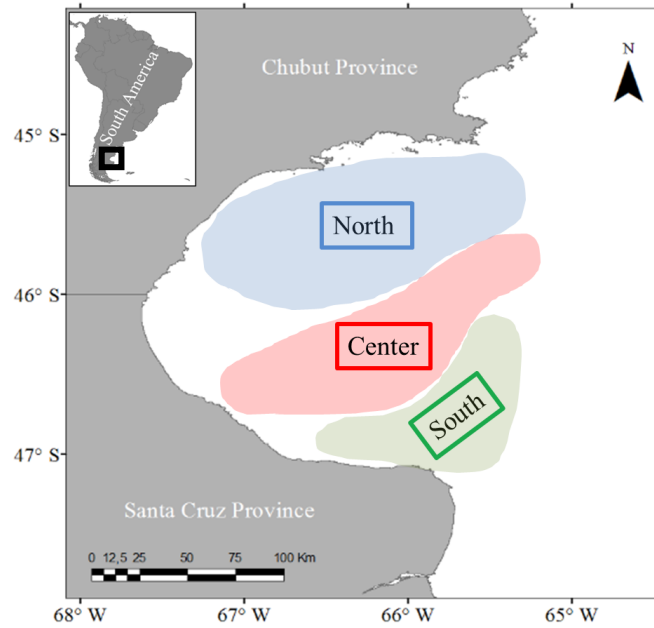 South America
Chubut Province
N
45° S
North
46° S
Center
South
47° S
Santa Cruz Province
0 12,5 25 50 75 100 Km
68° W 67° W 66° W 65° W